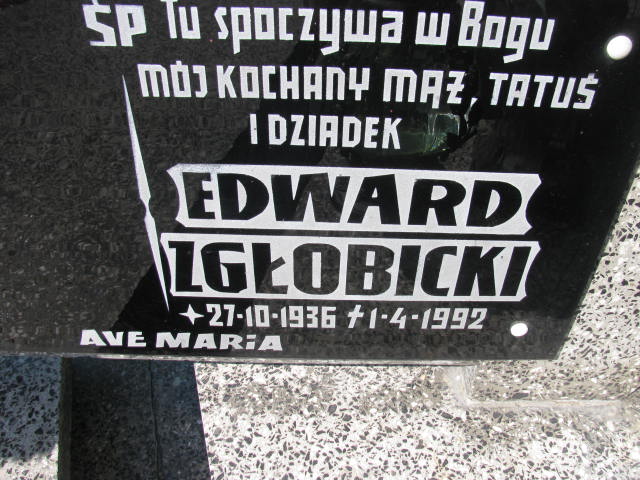 ŚP Tu spoczywa w Bogu
MÓJ KOCHANY MĄŻ, TATUŚ
I DZIADEK
EDWARD
ZGŁOBICKI
27-10-1936 ✝ 1-4-1992
AVE MARiA